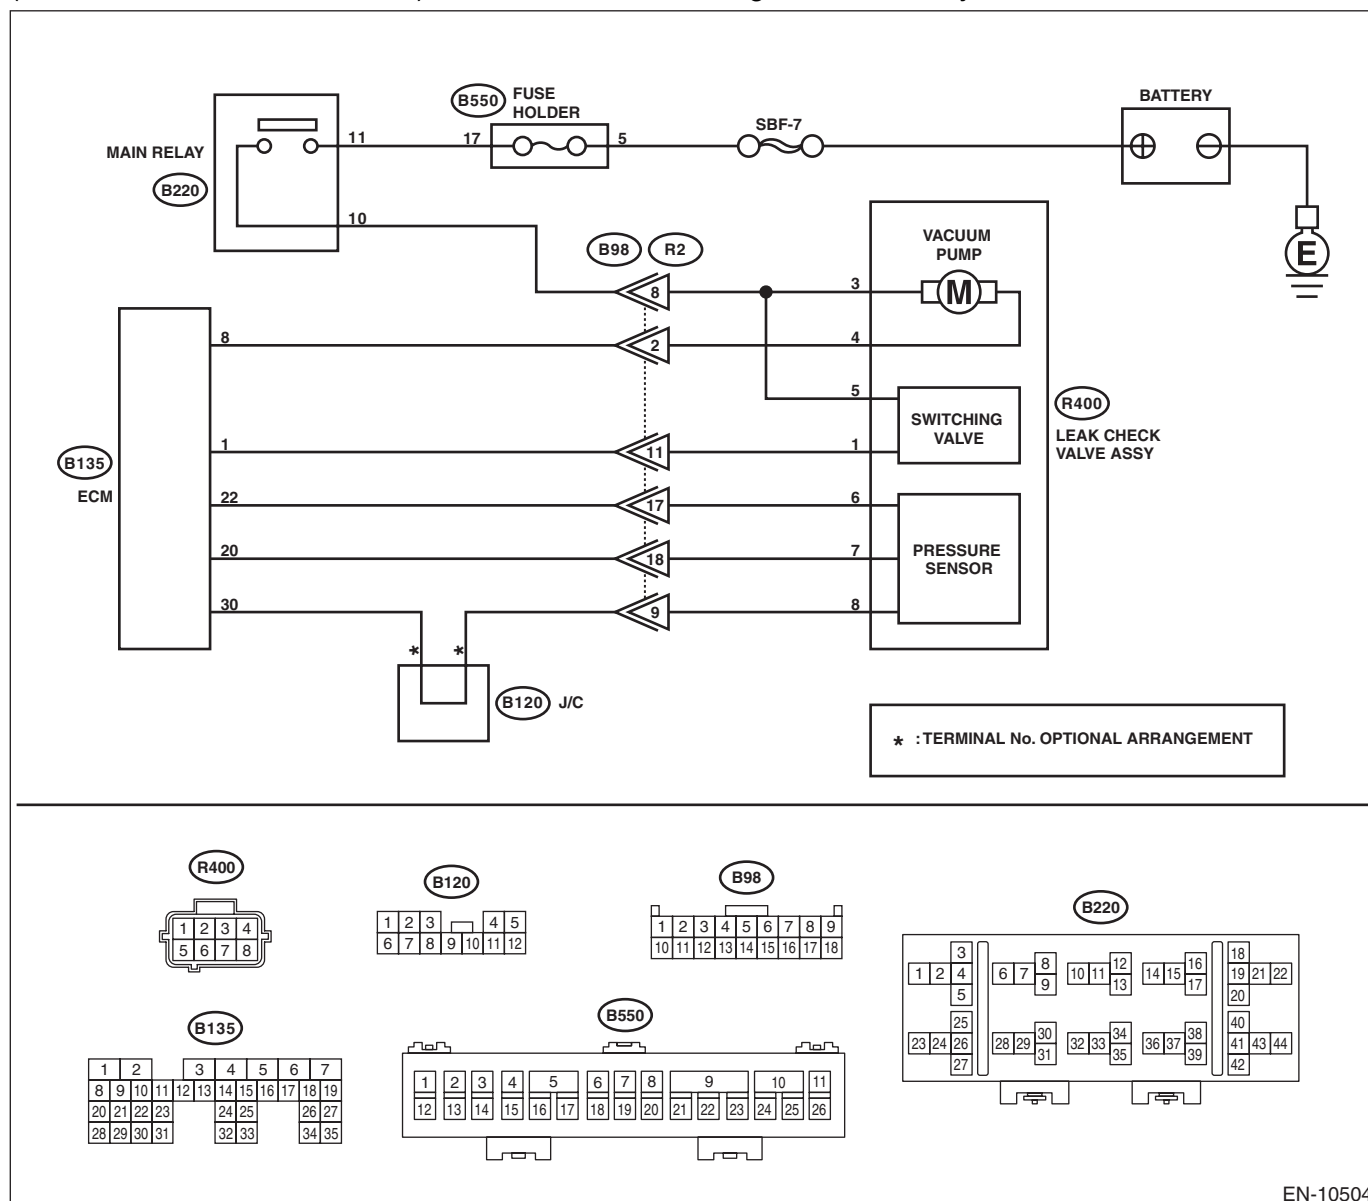 B550 FUSE HOLDER
SBF-7
BATTERY
MAIN RELAY
B220
11
17
5
10
E
B98 R2
VACUUM PUMP
M
8
3
2
8
4
5
SWITCHING VALVE
R400
LEAK CHECK VALVE ASSY
1
11
1
B135
ECM
22
17
6
20
18
7
PRESSURE SENSOR
30
9
8
* *
B120 J/C
* : TERMINAL No. OPTIONAL ARRANGEMENT
R400
1 2 3 4
5 6 7 8
B120
1 2 3 4 5
6 7 8 9 10 11 12
B98
1 2 3 4 5 6 7 8 9
10 11 12 13 14 15 16 17 18
B220
3 8 12 16 18
1 2 4 6 7 10 11 14 15 19 21 22
5 9 13 17 20
25 30 34 38 40
23 24 26 28 29 32 33 36 37 41 43 44
27 31 35 39 42
B135
1 2 3 4 5 6 7
8 9 10 11 12 13 14 15 16 17 18 19
20 21 22 23 24 25 26 27
28 29 30 31 32 33 34 35
B550
1 2 3 4 5 6 7 8 9 10 11
12 13 14 15 16 17 18 19 20 21 22 23 24 25 26
EN-10504